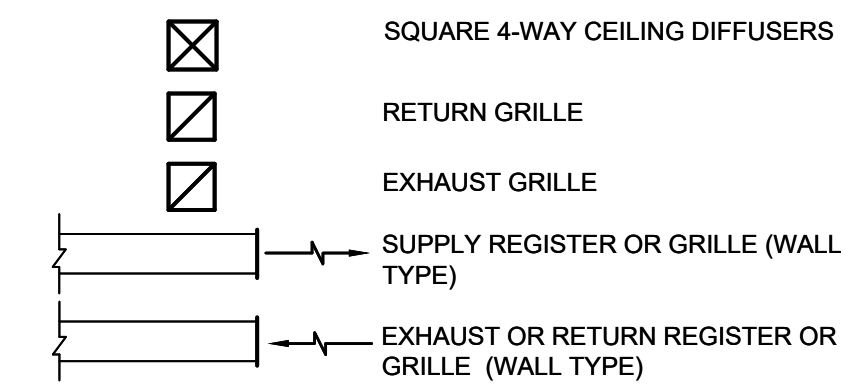 SQUARE 4-WAY CEILING DIFFUSERS
RETURN GRILLE
EXHAUST GRILLE
SUPPLY REGISTER OR GRILLE (WALL
TYPE)
EXHAUST OR RETURN REGISTER OR
GRILLE (WALL TYPE)